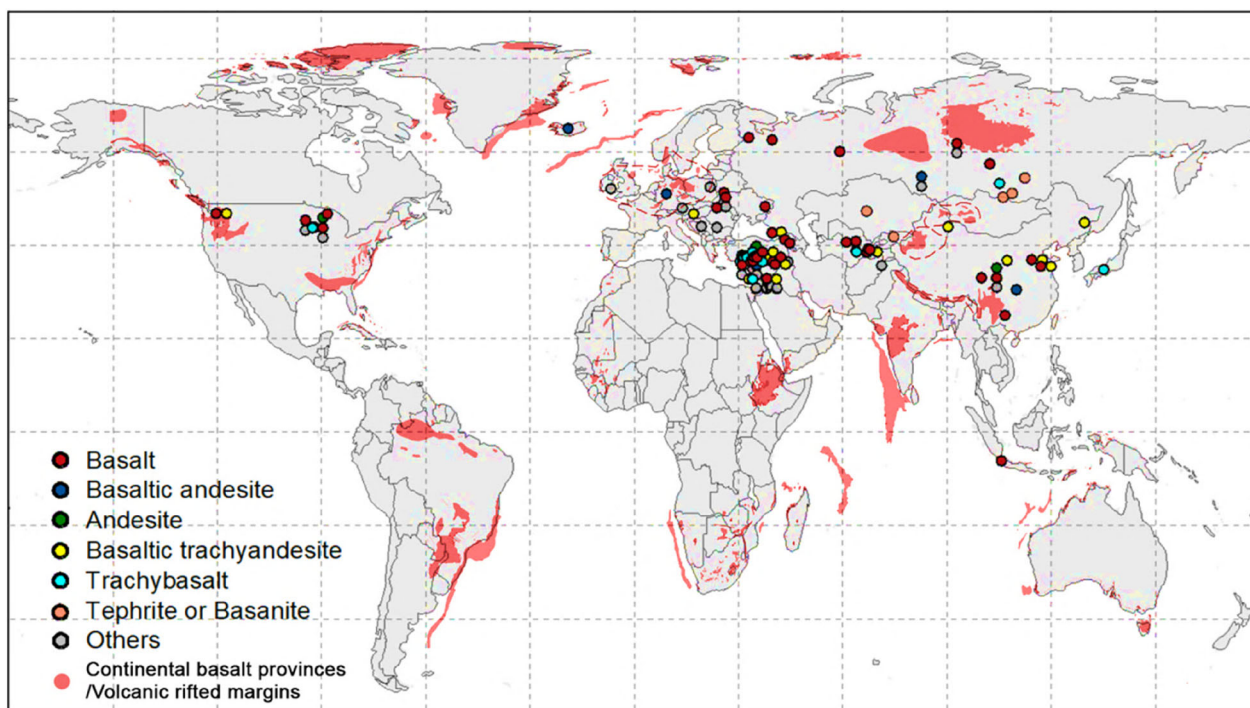 Basalt
Basaltic andesite
Andesite
Basaltic trachyandesite
Trachybasalt
Tephrite or Basanite
Others
Continental basalt provinces
/Volcanic rifted margins